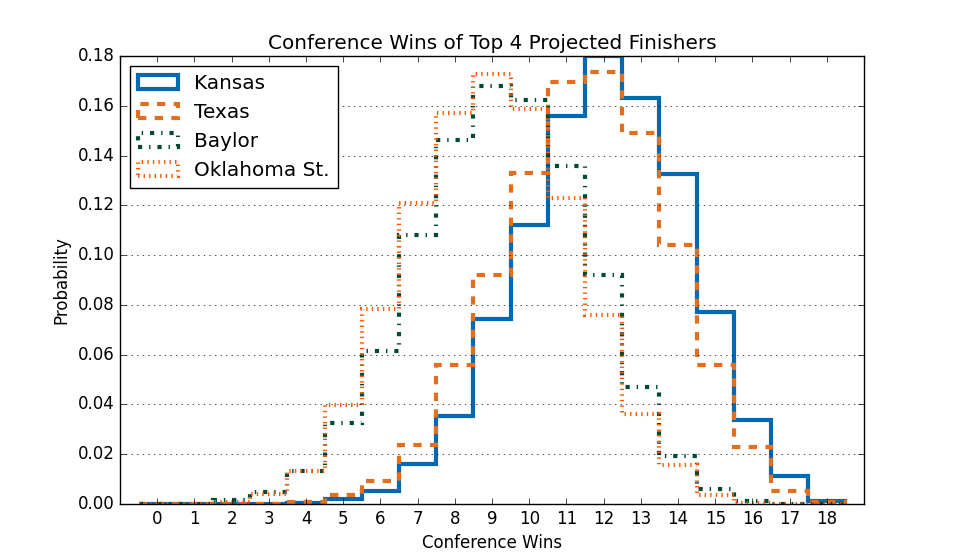 Conference Wins of Top 4 Projected Finishers
0.18
0.16
0.14
0.12
0.10
0.08
0.06
0.04
0.02
0.00
Probability
Kansas
Texas
Baylor
Oklahoma St.
0 1 2 3 4 5 6 7 8 9 10 11 12 13 14 15 16 17 18
Conference Wins